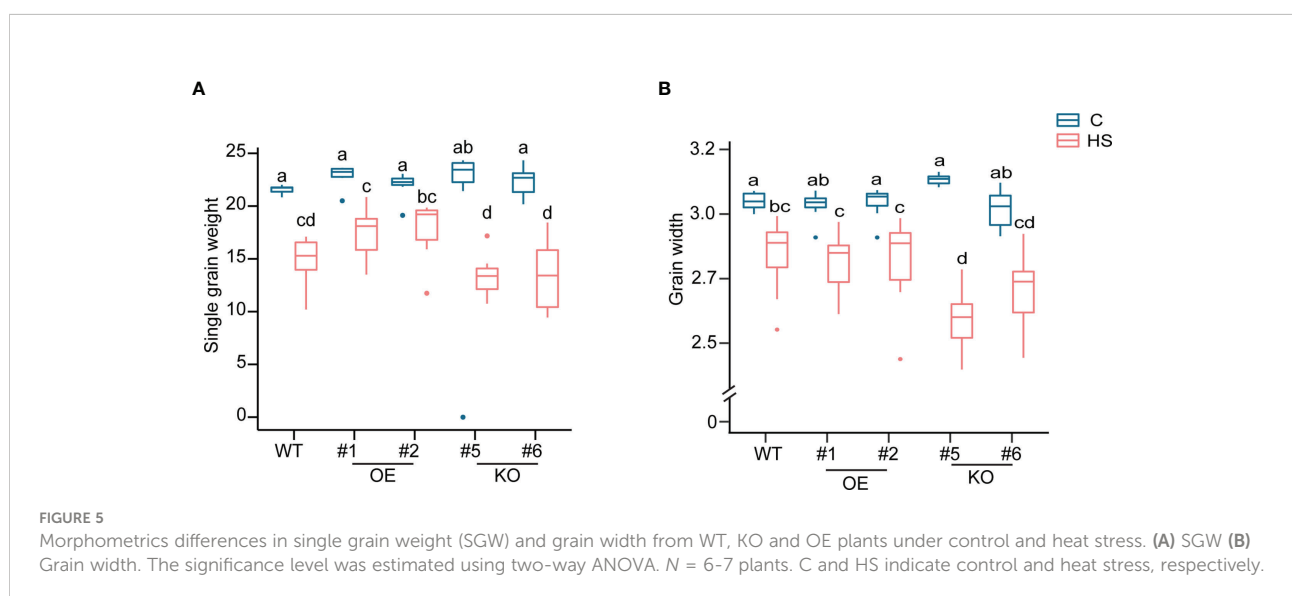 A
B
C
HS
Single grain weight
25
20
15
10
5
0
a
cd
a
c
a
bc
ab
d
a
d
WT
#1
#2
#5
#6
OE
KO
Grain width
3.2
3.0
2.7
2.5
0
a
bc
ab
c
a
c
a
d
ab
cd
WT
#1
#2
#5
#6
OE
KO
FIGURE 5
Morphometrics differences in single grain weight (SGW) and grain width from WT, KO and OE plants under control and heat stress. (A) SGW (B)
Grain width. The significance level was estimated using two-way ANOVA. N = 6-7 plants. C and HS indicate control and heat stress, respectively.